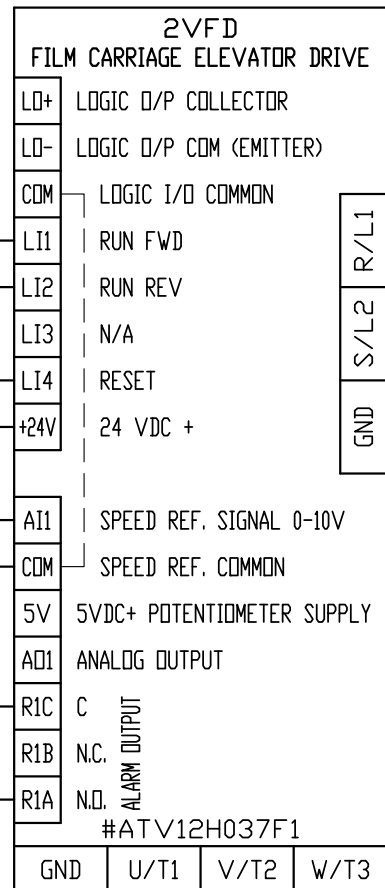 2VFD
FILM CARRIAGE ELEVATOR DRIVE
LO+ LOGIC O/P COLLECTOR
LO- LOGIC O/P COM (EMITTER)
COM LOGIC I/O COMMON
LI1 RUN FWD
LI2 RUN REV
LI3 N/A
LI4 RESET
+24V 24 VDC +
R/L1
S/L2
GND
AI1 SPEED REF. SIGNAL 0-10V
COM SPEED REF. COMMON
5V 5VDC+ POTENTIOMETER SUPPLY
AO1 ANALOG OUTPUT
R1C C
R1B N.C.
R1A N.O.
ALARM OUTPUT
#ATV12H037F1
GND U/T1 V/T2 W/T3